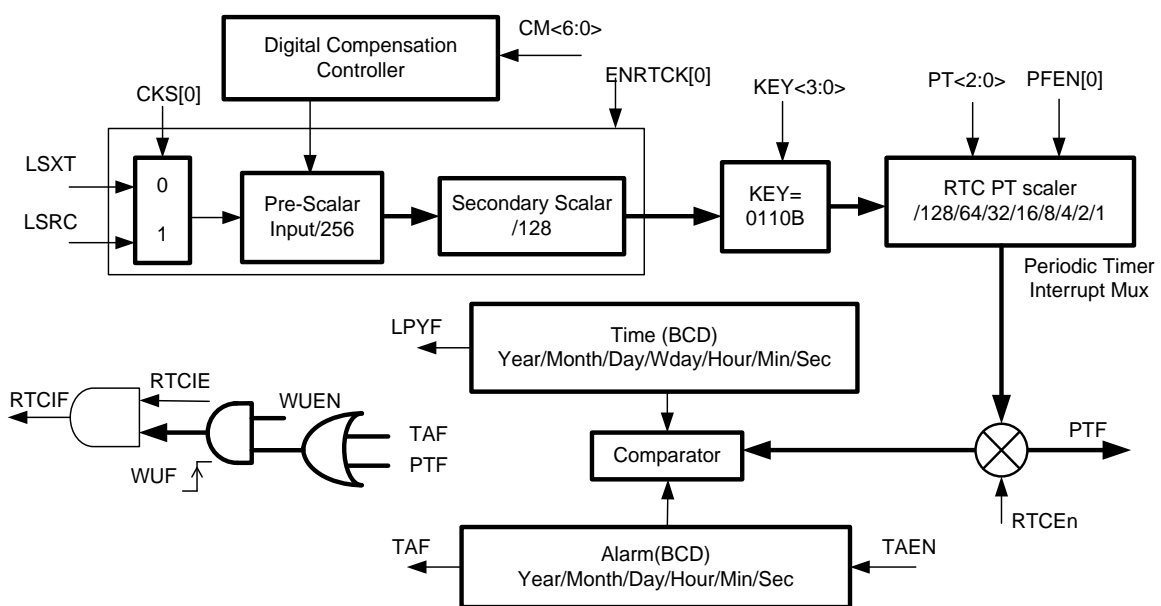 CM<6:0>
Digital Compensation
Controller
CKS[0]
ENRTCK[0]
KEY<3:0>
PT<2:0>
PFEN[0]
LSXT
LSRC
0
1
Pre-Scalar
Input/256
Secondary Scalar
/128
KEY=
0110B
RTC PT scaler
/128/64/32/16/8/4/2/1
Periodic Timer
Interrupt Mux
LPYF
Time (BCD)
Year/Month/Day/Wday/Hour/Min/Sec
RTCIF
RTCIE
WUEN
TAF
PTF
WUF
Comparator
PTF
RTCEn
TAF
Alarm(BCD)
Year/Month/Day/Hour/Min/Sec
TAEN